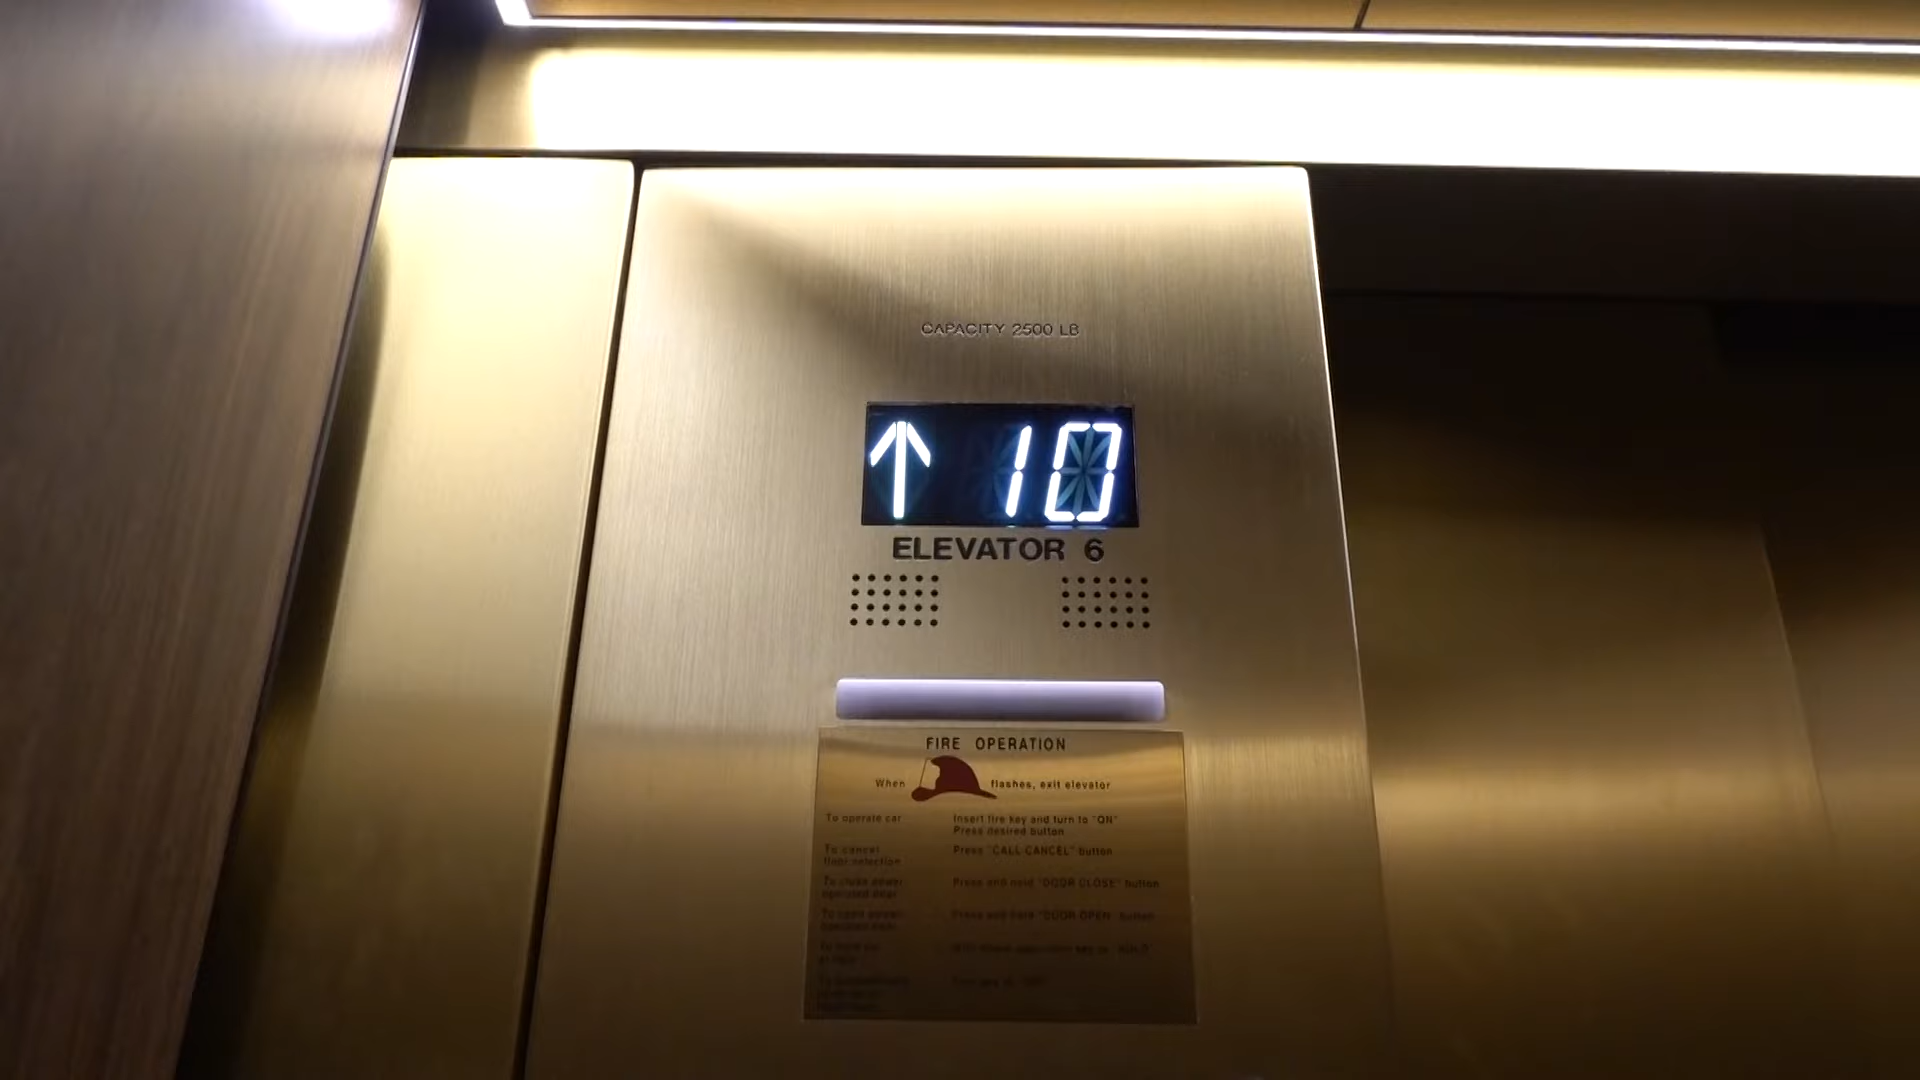 CAPACITY 2500 LB
↑ 10
ELEVATOR 6
FIRE OPERATION
When flashes, exit elevator
To operate car Insert fire key and turn to "ON"
Press desired button
To cancel Press "CALL CANCEL" button
floor selection
To close power Press and hold "DOOR CLOSE" button
operated door
To open power Press and hold "DOOR OPEN" button
operated door